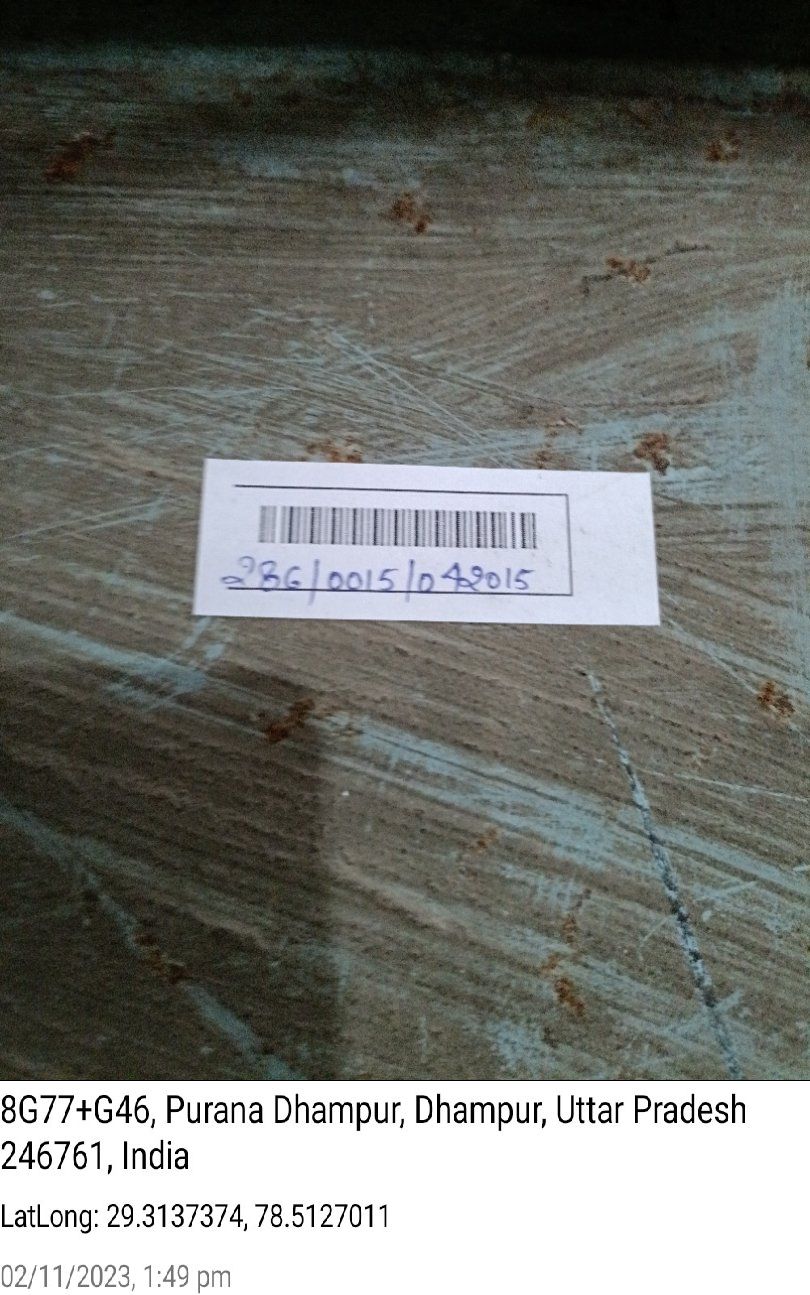 2BG/0015/042015
8G77+G46, Purana Dhampur, Dhampur, Uttar Pradesh
246761, India
LatLong: 29.3137374, 78.5127011
02/11/2023, 1:49 pm